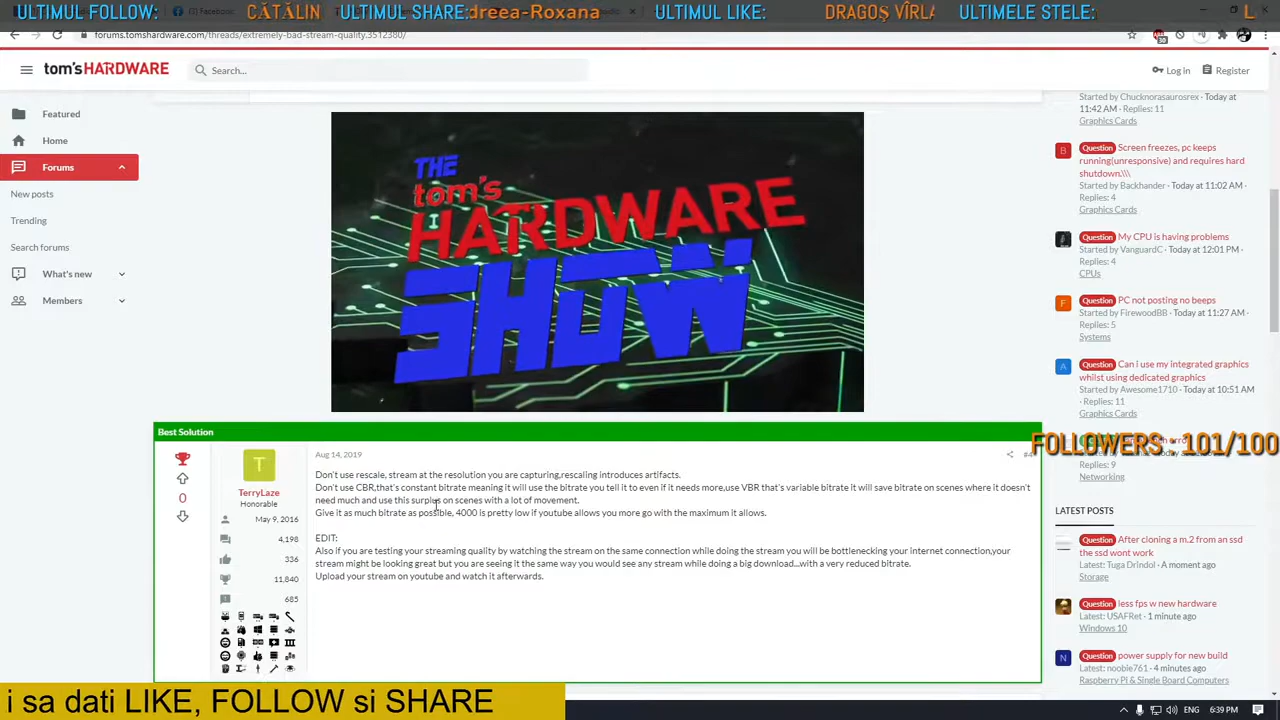 ULTIMUL FOLLOW: CĂTĂLIN ULTIMUL SHARE: dreea-Roxana ULTIMUL LIKE: DRAGOȘ VÎRLA ULTIMELE STELE: L
Facebook
forums.tomshardware.com/threads/extremely-bad-stream-quality.3512380/
tom'sHARDWARE
Search...
Log in
Register
Featured
Home
Forums
New posts
Trending
Search forums
What's new
Members
THE
tom's
HARDWARE
SHOW
Best Solution
T
TerryLaze
Honorable
May 9, 2016
4,198
336
11,840
685
0
Aug 14, 2019
Don't use rescale, stream at the resolution you are capturing,rescaling introduces artifacts.
Don't use CBR,that's constant bitrate meaning it will use the bitrate you tell it to even if it needs more,use VBR that's variable bitrate it will save bitrate on scenes where it doesn't
need much and use this surplus on scenes with a lot of movement.
Give it as much bitrate as possible, 4000 is pretty low if youtube allows you more go with the maximum it allows.
EDIT:
Also if you are testing your streaming quality by watching the stream on the same connection while doing the stream you will be bottlenecking your internet connection,your
stream might be looking great but you are seeing it the same way you would see any stream while doing a big download...with a very reduced bitrate.
Upload your stream on youtube and watch it afterwards.
Started by Chucknorasaurosrex · Today at
11:42 AM · Replies: 11
Graphics Cards
B
Question Screen freezes, pc keeps
running(unresponsive) and requires hard
shutdown.\\\
Started by Backhander · Today at 11:02 AM ·
Replies: 4
Graphics Cards
Question My CPU is having problems
Started by VanguardC · Today at 12:01 PM ·
Replies: 4
CPUs
F
Question PC not posting no beeps
Started by FirewoodBB · Today at 11:27 AM ·
Replies: 5
Systems
A
Question Can i use my integrated graphics
whilst using dedicated graphics
Started by Awesome1710 · Today at 10:51 AM
· Replies: 11
Graphics Cards
FOLLOWERS: 101/100
Replies: 9
Networking
LATEST POSTS
Question After cloning a m.2 from an ssd
the ssd wont work
Latest: Tuga Drindol · A moment ago
Storage
Question less fps w new hardware
Latest: USAFRet · 1 minute ago
Windows 10
N
Question power supply for new build
Latest: noobie761 · 4 minutes ago
Raspberry PI & Single Board Computers
i sa dati LIKE, FOLLOW si SHARE
ENG
6:39 PM